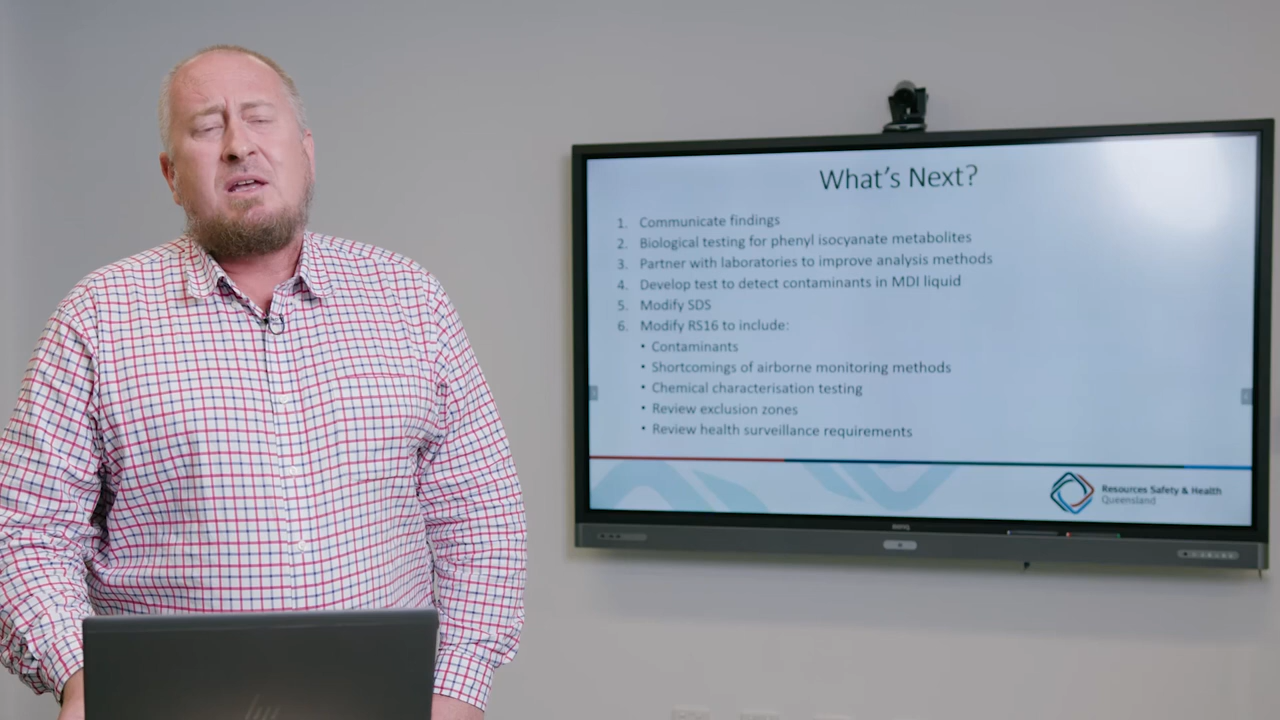 What's Next?
1. Communicate findings
2. Biological testing for phenyl isocyanate metabolites
3. Partner with laboratories to improve analysis methods
4. Develop test to detect contaminants in MDI liquid
5. Modify SDS
6. Modify RS16 to include:
• Contaminants
• Shortcomings of airborne monitoring methods
• Chemical characterisation testing
• Review exclusion zones
• Review health surveillance requirements
Resources Safety & Health
Queensland
BenQ
hp